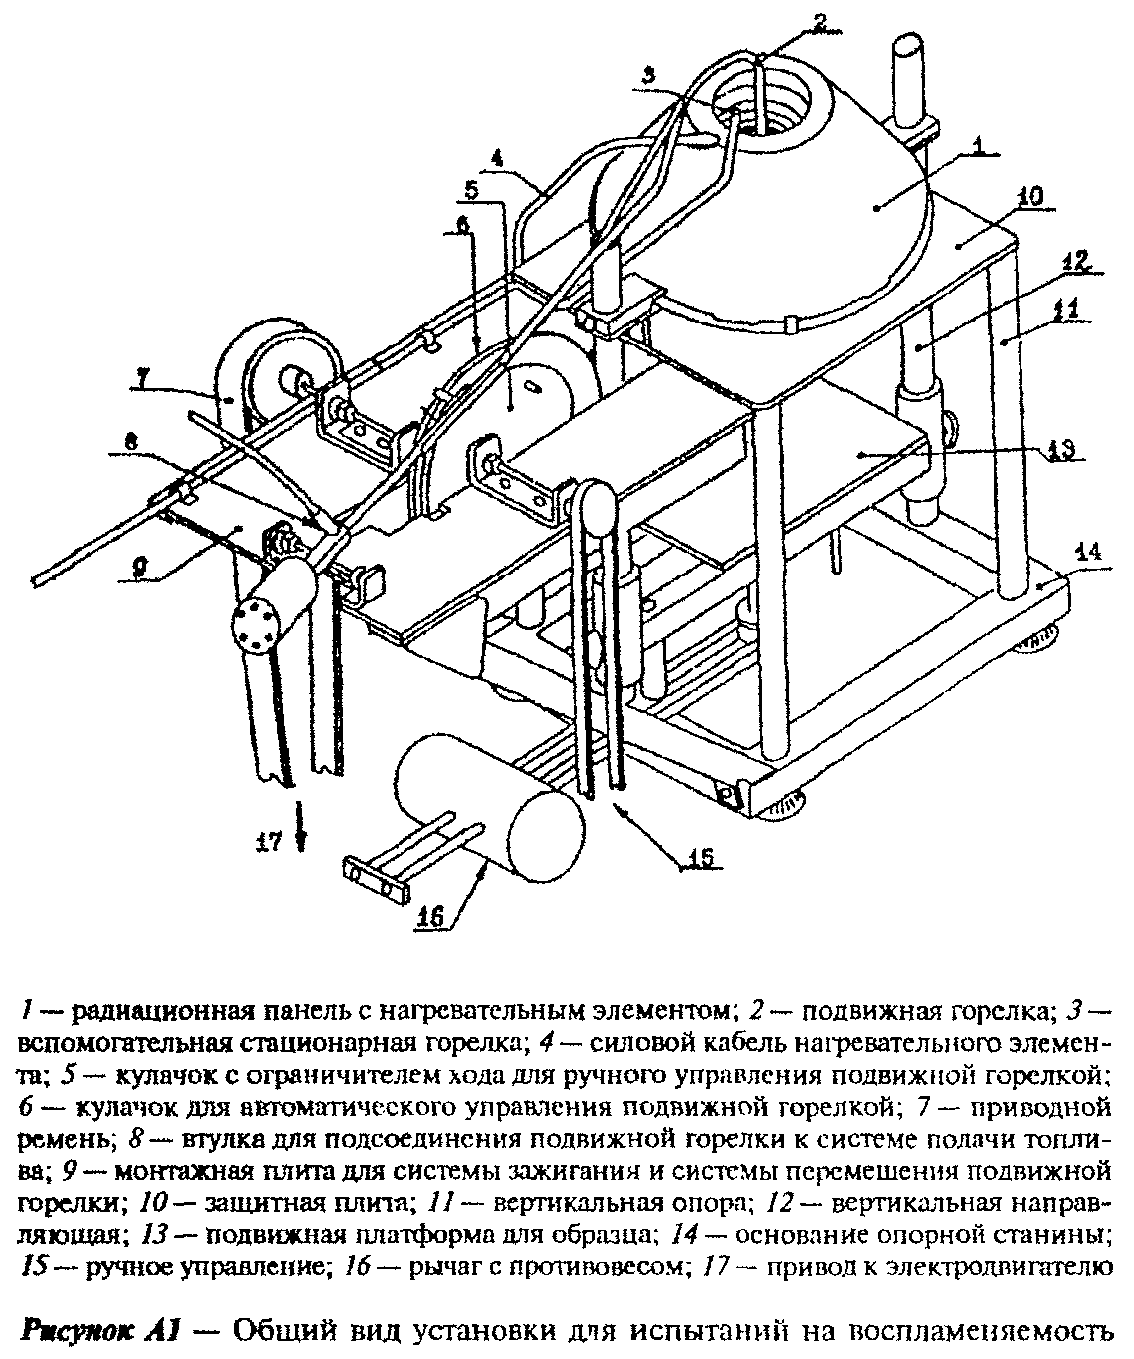 2
3
1
4
5
6
10
12
11
7
8
13
9
14
17
15
16
1 — радиационная панель с нагревательным элементом; 2 — подвижная горелка; 3 —
вспомогательная стационарная горелка; 4 — силовой кабель нагревательного элемен-
та; 5 — кулачок с ограничителем хода для ручного управления подвижной горелкой;
6 — кулачок для автоматического управления подвижной горелкой; 7 — приводной
ремень; 8 — втулка для подсоединения подвижной горелки к системе подачи топли-
ва; 9 — монтажная плита для системы зажигания и системы перемешения подвижной
горелки; 10 — защитная плита; 11 — вертикальная опора; 12 — вертикальная направ-
ляющая; 13 — подвижная платформа для образца; 14 — основание опорной станины;
15 — ручное управление; 16 — рычаг с противовесом; 17 — привод к электродвигателю
Рисунок А1 — Общий вид установки для испытаний на воспламеняемость